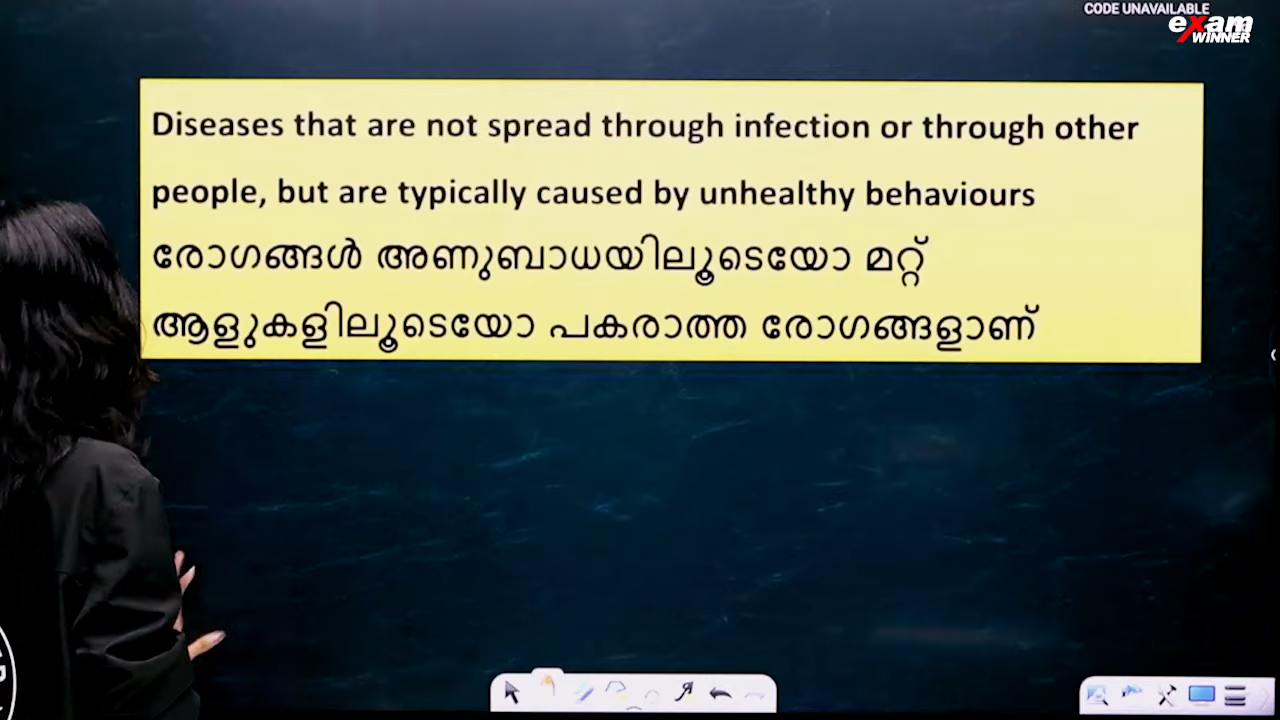 CODE UNAVAILABLE
exam
WINNER
Diseases that are not spread through infection or through other
people, but are typically caused by unhealthy behaviours
രോഗങ്ങൾ അണുബാധയിലൂടെയോ മറ്റ്
ആളുകളിലൂടെയോ പകരാത്ത രോഗങ്ങളാണ്